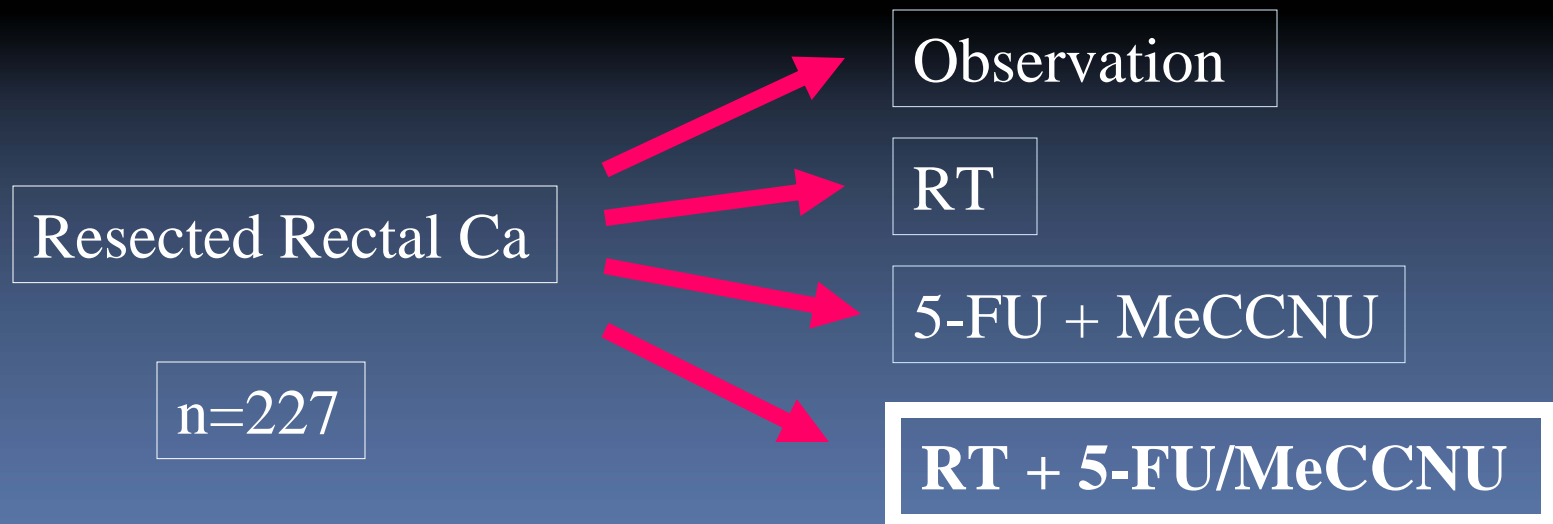 Resected Rectal Ca
n=227
Observation
RT
5-FU + MeCCNU
RT + 5-FU/MeCCNU